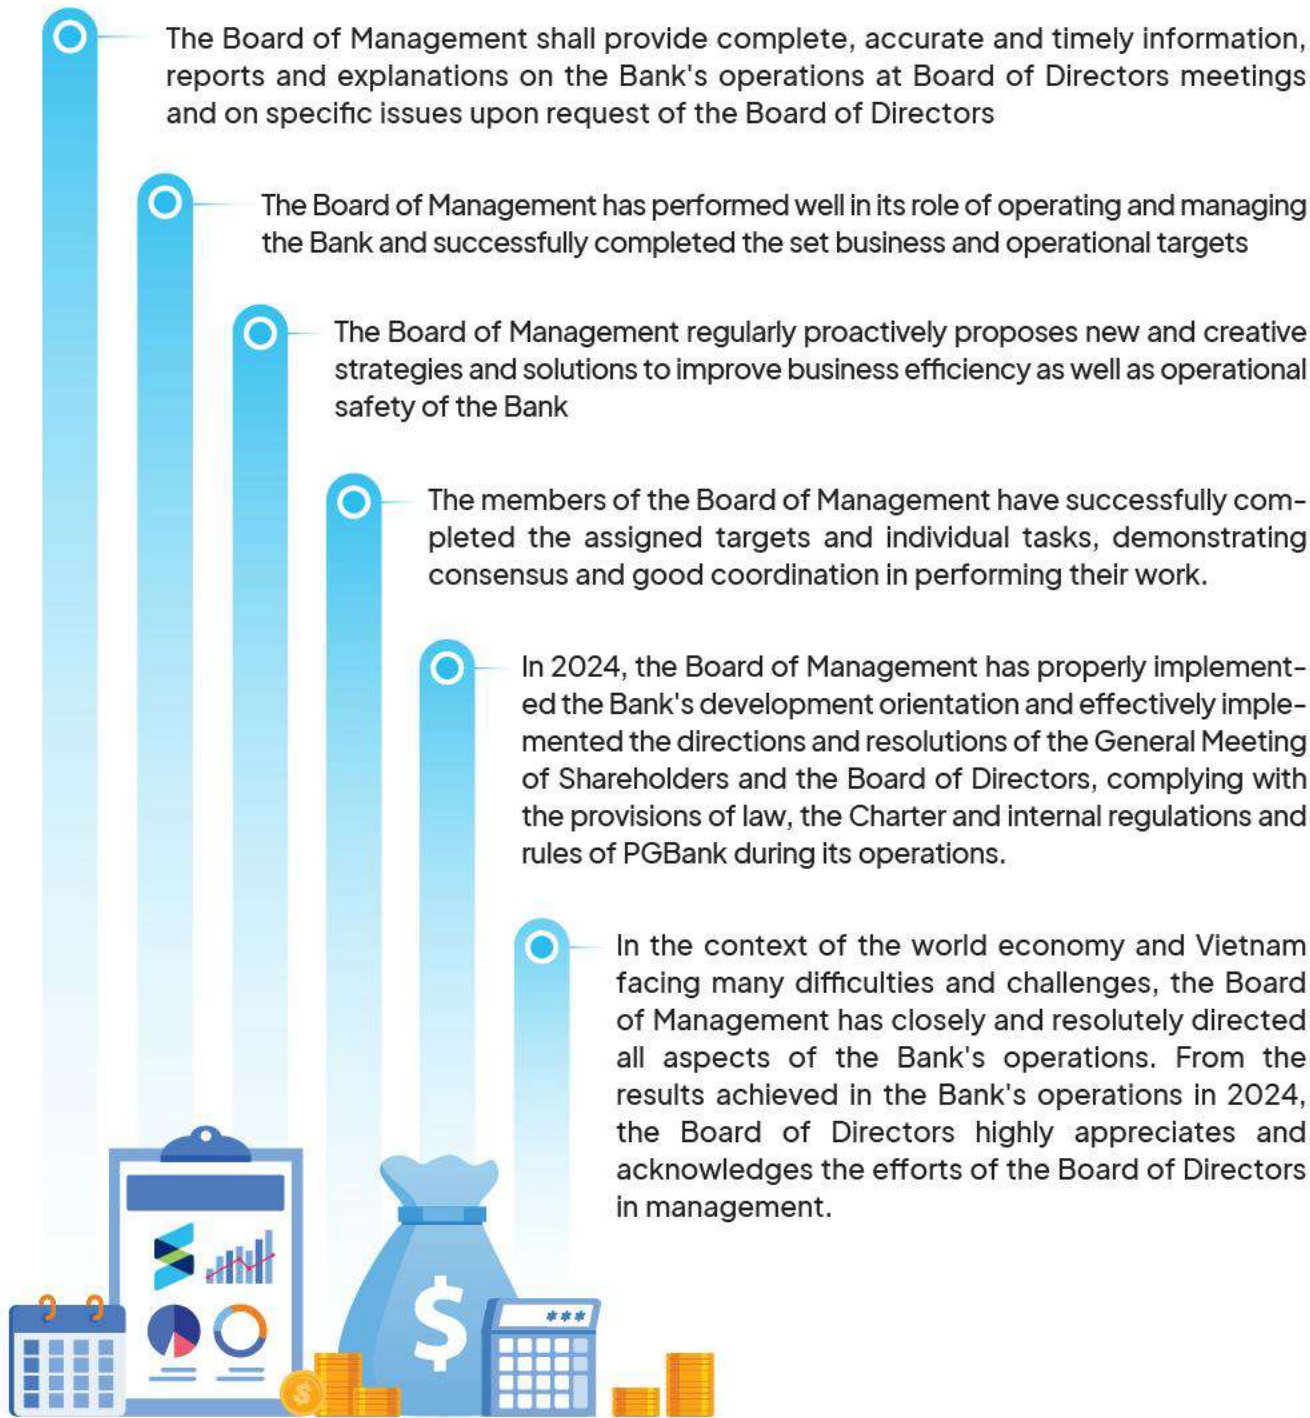 The Board of Management shall provide complete, accurate and timely information,
reports and explanations on the Bank's operations at Board of Directors meetings
and on specific issues upon request of the Board of Directors
The Board of Management has performed well in its role of operating and managing
the Bank and successfully completed the set business and operational targets
The Board of Management regularly proactively proposes new and creative
strategies and solutions to improve business efficiency as well as operational
safety of the Bank
The members of the Board of Management have successfully com-
pleted the assigned targets and individual tasks, demonstrating
consensus and good coordination in performing their work.
In 2024, the Board of Management has properly implement-
ed the Bank's development orientation and effectively imple-
mented the directions and resolutions of the General Meeting
of Shareholders and the Board of Directors, complying with
the provisions of law, the Charter and internal regulations and
rules of PGBank during its operations.
In the context of the world economy and Vietnam
facing many difficulties and challenges, the Board
of Management has closely and resolutely directed
all aspects of the Bank's operations. From the
results achieved in the Bank's operations in 2024,
the Board of Directors highly appreciates and
acknowledges the efforts of the Board of Directors
in management.
$
***
$